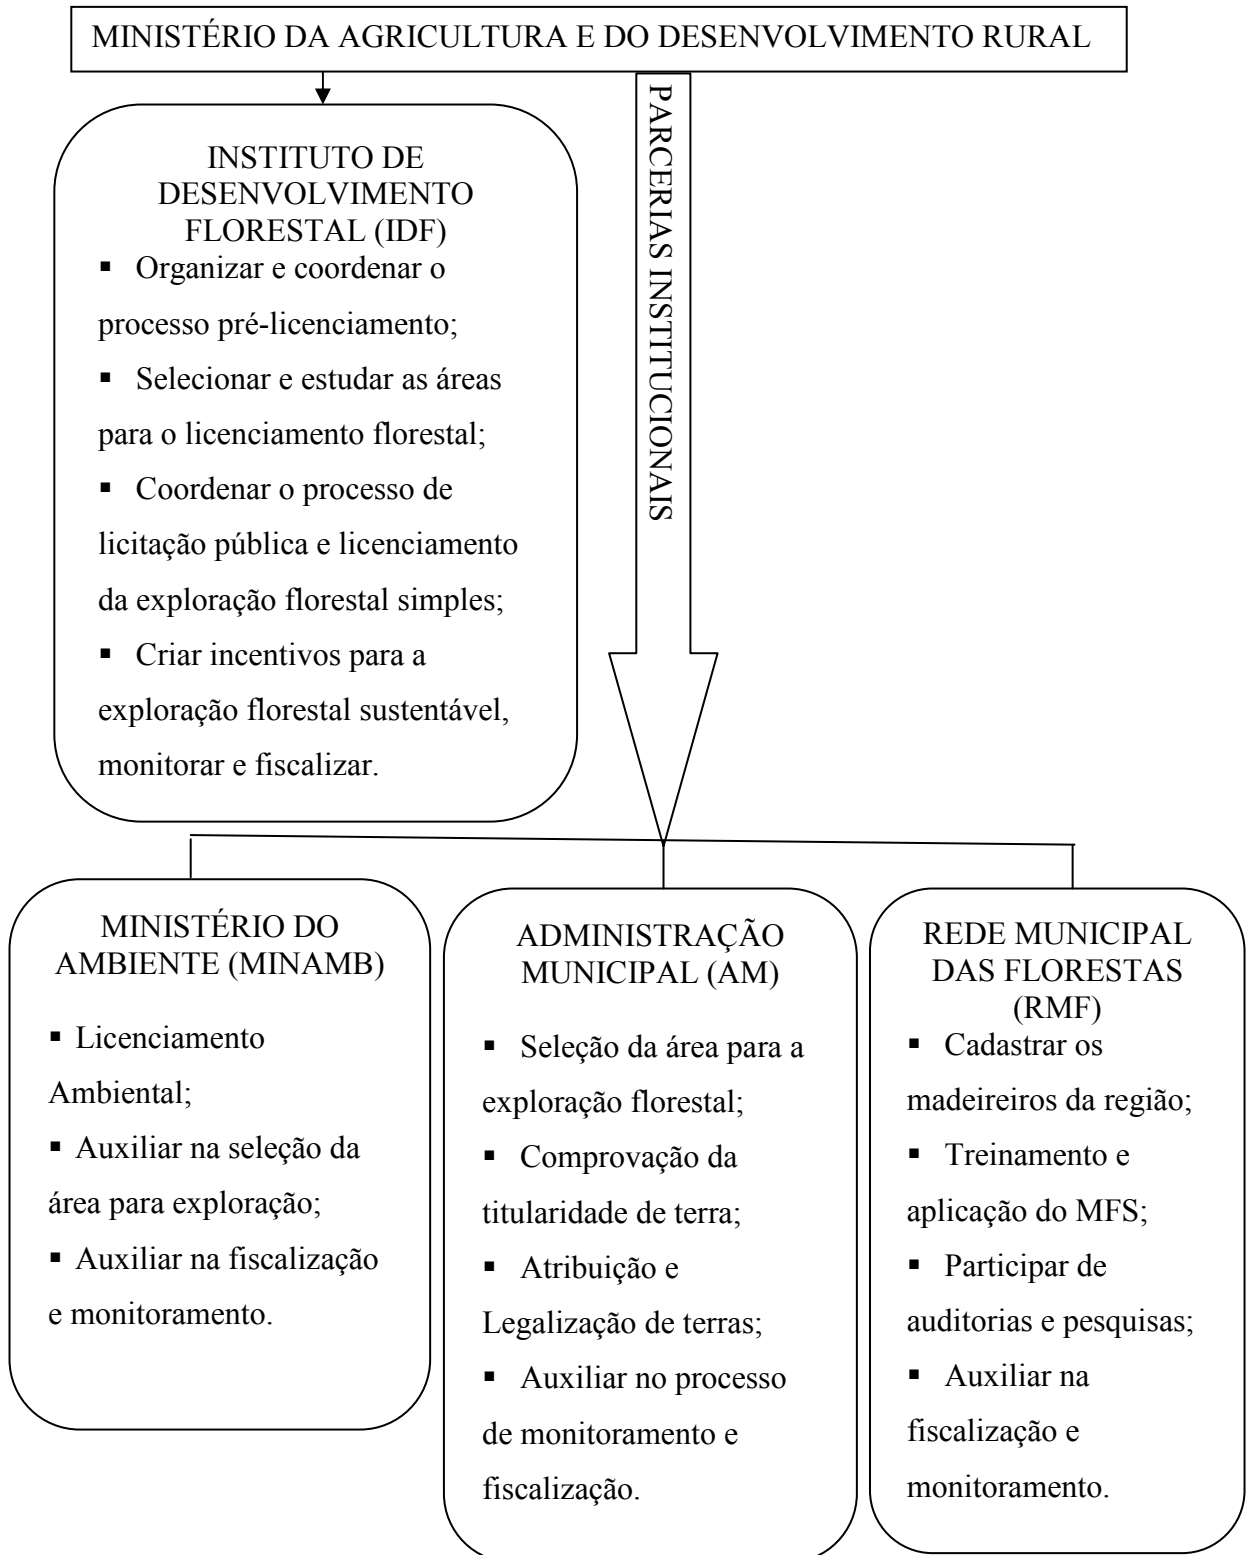 MINISTÉRIO DA AGRICULTURA E DO DESENVOLVIMENTO RURAL
INSTITUTO DE
DESENVOLVIMENTO
FLORESTAL (IDF)
▪ Organizar e coordenar o
processo pré-licenciamento;
▪ Selecionar e estudar as áreas
para o licenciamento florestal;
▪ Coordenar o processo de
licitação pública e licenciamento
da exploração florestal simples;
▪ Criar incentivos para a
exploração florestal sustentável,
monitorar e fiscalizar.
PARCERIAS INSTITUCIONAIS
MINISTÉRIO DO
AMBIENTE (MINAMB)
▪ Licenciamento
Ambiental;
▪ Auxiliar na seleção da
área para exploração;
▪ Auxiliar na fiscalização
e monitoramento.
ADMINISTRAÇÃO
MUNICIPAL (AM)
▪ Seleção da área para a
exploração florestal;
▪ Comprovação da
titularidade de terra;
▪ Atribuição e
Legalização de terras;
▪ Auxiliar no processo
de monitoramento e
fiscalização.
REDE MUNICIPAL
DAS FLORESTAS
(RMF)
▪ Cadastrar os
madeireiros da região;
▪ Treinamento e
aplicação do MFS;
▪ Participar de
auditorias e pesquisas;
▪ Auxiliar na
fiscalização e
monitoramento.